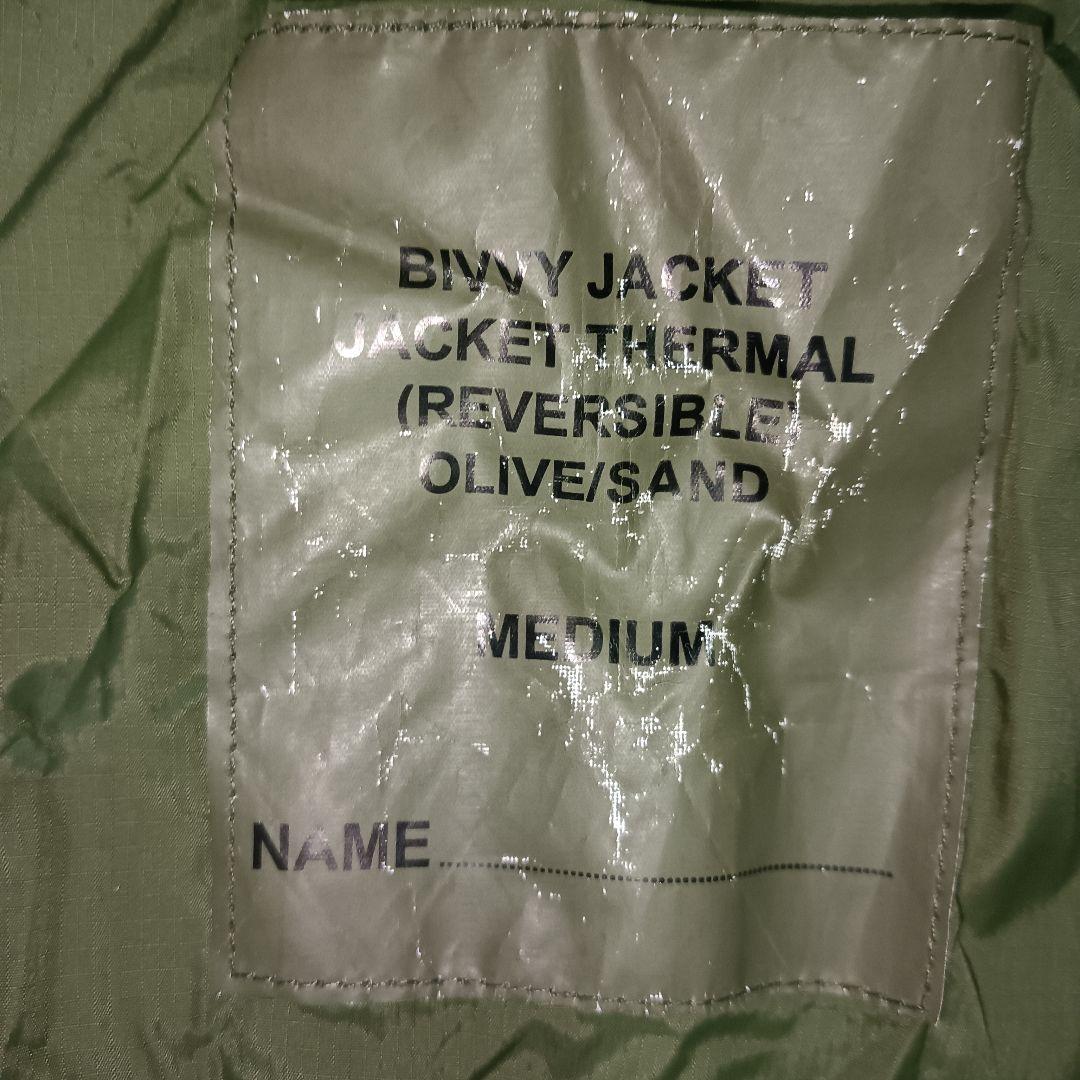 BIVVY JACKET
JACKET THERMAL
(REVERSIBLE)
OLIVE/SAND
MEDIUM
NAME..............................................................